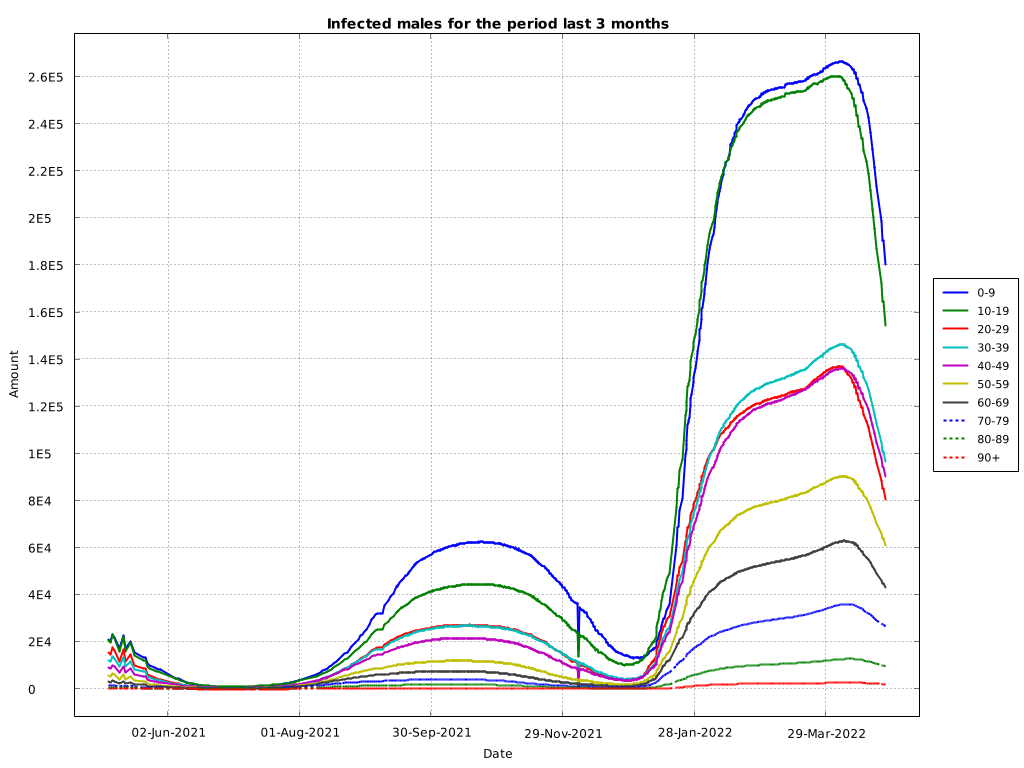 Infected males for the period last 3 months
Amount
2.6E5
2.4E5
2.2E5
2E5
1.8E5
1.6E5
1.4E5
1.2E5
1E5
8E4
6E4
4E4
2E4
0
02-Jun-2021
01-Aug-2021
30-Sep-2021
29-Nov-2021
28-Jan-2022
29-Mar-2022
Date
0-9
10-19
20-29
30-39
40-49
50-59
60-69
70-79
80-89
90+